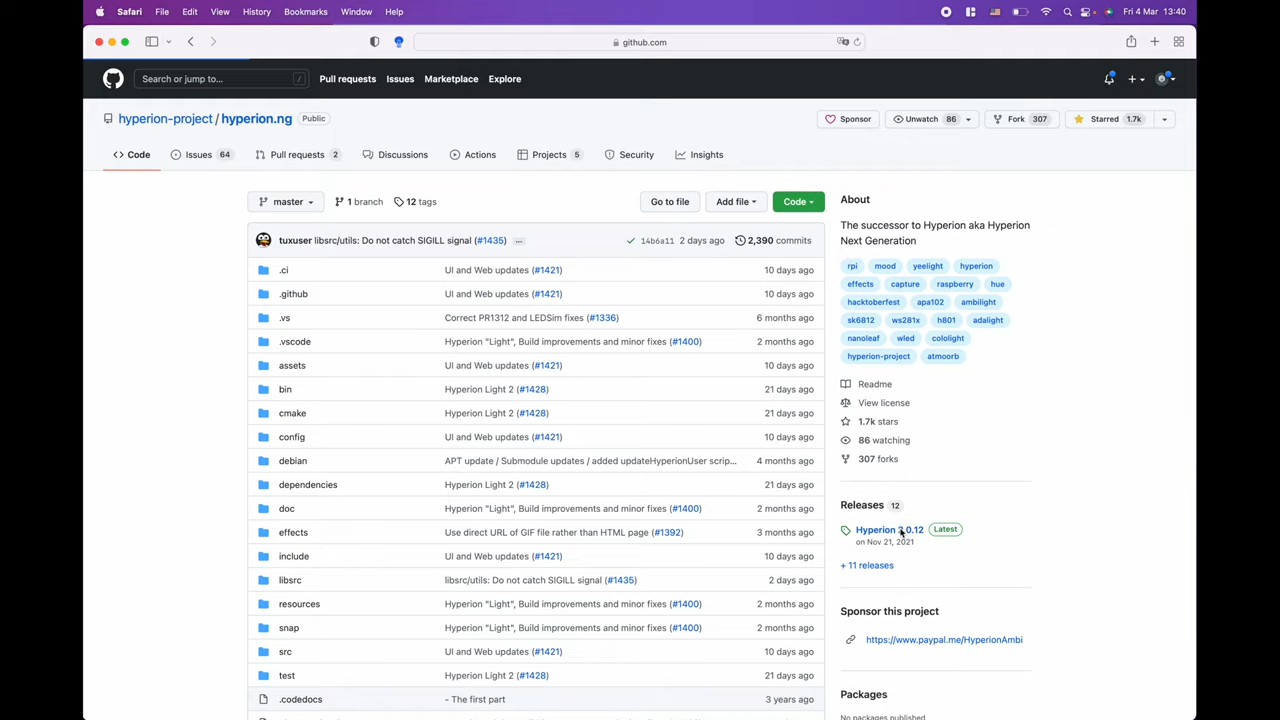 Safari File Edit View History Bookmarks Window Help Fri 4 Mar 13:40
github.com
Search or jump to... / Pull requests Issues Marketplace Explore
hyperion-project / hyperion.ng Public Sponsor Unwatch 86 Fork 307 Starred 1.7k
Code Issues 64 Pull requests 2 Discussions Actions Projects 5 Security Insights
master 1 branch 12 tags Go to file Add file Code
tuxuser libsrc/utils: Do not catch SIGILL signal (#1435) ... 14b6a11 2 days ago 2,390 commits
.ci UI and Web updates (#1421) 10 days ago
.github UI and Web updates (#1421) 10 days ago
.vs Correct PR1312 and LEDSim fixes (#1336) 6 months ago
.vscode Hyperion "Light", Build improvements and minor fixes (#1400) 2 months ago
assets UI and Web updates (#1421) 10 days ago
bin Hyperion Light 2 (#1428) 21 days ago
cmake Hyperion Light 2 (#1428) 21 days ago
config UI and Web updates (#1421) 10 days ago
debian APT update / Submodule updates / added updateHyperionUser scrip... 4 months ago
dependencies Hyperion Light 2 (#1428) 21 days ago
doc Hyperion "Light", Build improvements and minor fixes (#1400) 2 months ago
effects Use direct URL of GIF file rather than HTML page (#1392) 3 months ago
include UI and Web updates (#1421) 10 days ago
libsrc libsrc/utils: Do not catch SIGILL signal (#1435) 2 days ago
resources Hyperion "Light", Build improvements and minor fixes (#1400) 2 months ago
snap Hyperion "Light", Build improvements and minor fixes (#1400) 2 months ago
src UI and Web updates (#1421) 10 days ago
test Hyperion Light 2 (#1428) 21 days ago
.codedocs - The first part 3 years ago
About
The successor to Hyperion aka Hyperion
Next Generation
rpi mood yeelight hyperion
effects capture raspberry hue
hacktoberfest apa102 ambilight
sk6812 ws281x h801 adalight
nanoleaf wled cololight
hyperion-project atmoorb
Readme
View license
1.7k stars
86 watching
307 forks
Releases 12
Hyperion 2.0.12 Latest
on Nov 21, 2021
+ 11 releases
Sponsor this project
https://www.paypal.me/HyperionAmbi
Packages
No packages published